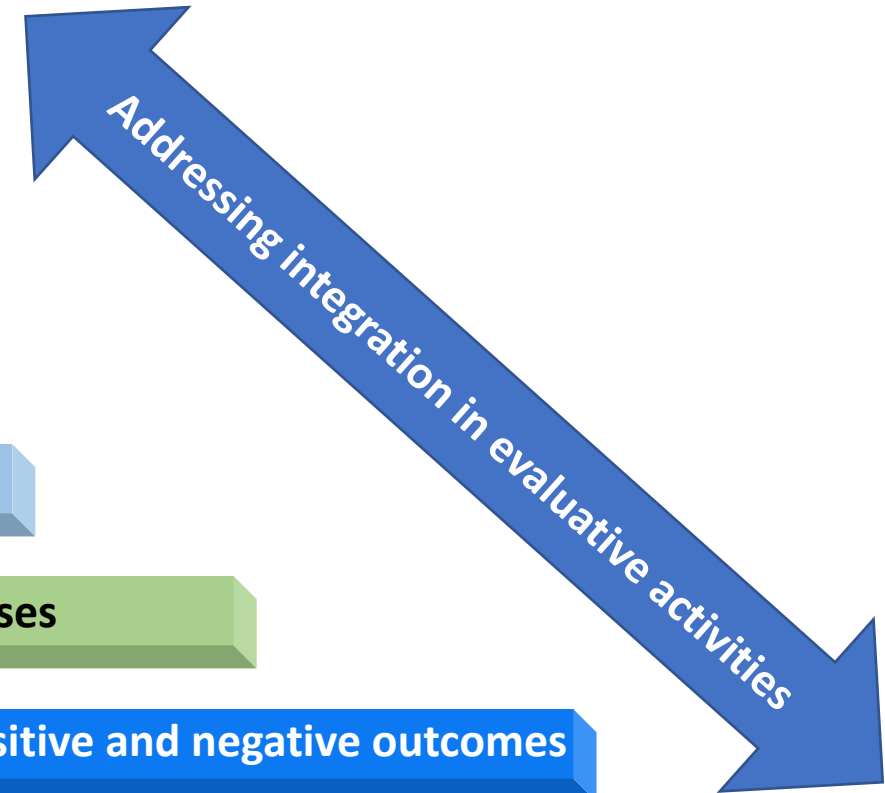 Addressing integration in evaluative activities
ses
sitive and negative outcomes